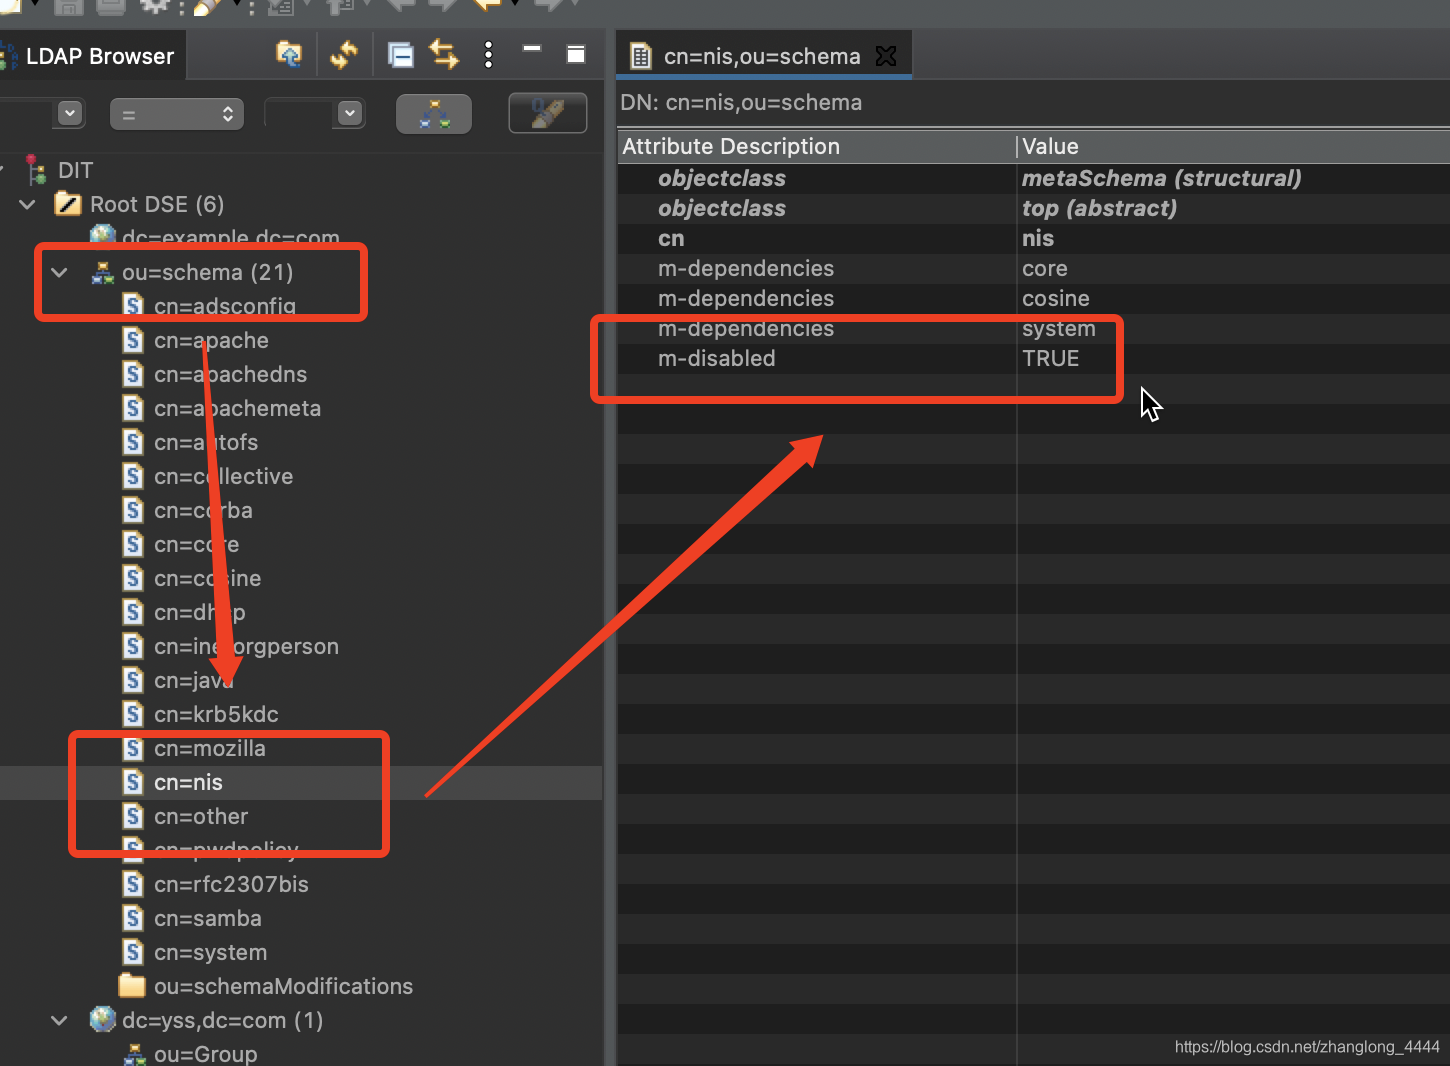 LDAP Browser
cn=nis,ou=schema
=
DN: cn=nis,ou=schema
DIT
Root DSE (6)
dc=example,dc=com
ou=schema (21)
cn=adsconfig
cn=apache
cn=apachedns
cn=apachemeta
cn=autofs
cn=collective
cn=corba
cn=core
cn=cosine
cn=dhcp
cn=inetorgperson
cn=java
cn=krb5kdc
cn=mozilla
cn=nis
cn=other
cn=pwdpolicy
cn=rfc2307bis
cn=samba
cn=system
ou=schemaModifications
dc=yss,dc=com (1)
ou=Group
Attribute Description Value
objectclass metaSchema (structural)
objectclass top (abstract)
cn nis
m-dependencies core
m-dependencies cosine
m-dependencies system
m-disabled TRUE
https://blog.csdn.net/zhanglong_4444